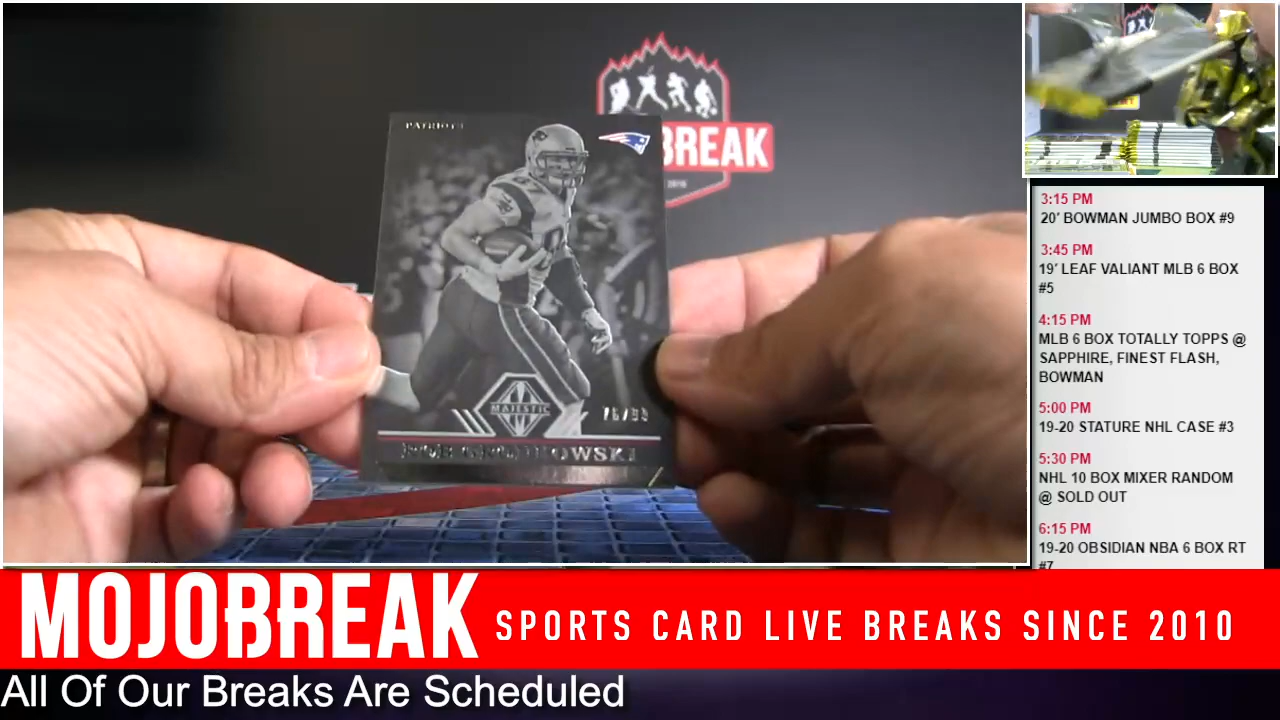 PATRIOTS
BREAK
MAJESTIC
3:15 PM
20' BOWMAN JUMBO BOX #9
3:45 PM
19' LEAF VALIANT MLB 6 BOX
#5
4:15 PM
MLB 6 BOX TOTALLY TOPPS @
SAPPHIRE, FINEST FLASH,
BOWMAN
5:00 PM
19-20 STATURE NHL CASE #3
5:30 PM
NHL 10 BOX MIXER RANDOM
@ SOLD OUT
6:15 PM
19-20 OBSIDIAN NBA 6 BOX RT
#7
MOJOBREAK SPORTS CARD LIVE BREAKS SINCE 2010
All Of Our Breaks Are Scheduled